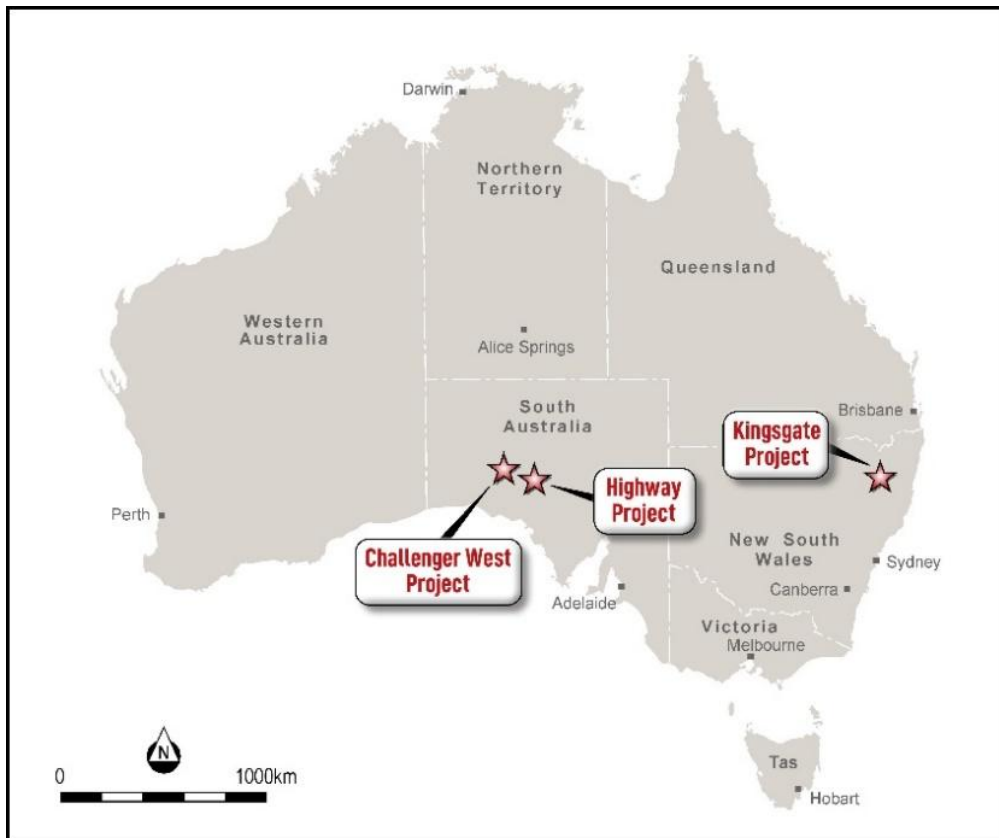 Darwin
Northern
Territory
Queensland
Western
Australia
Alice Springs
South
Australia
Brisbane
Kingsgate
Project
Highway
Project
Perth
Challenger West
Project
New South
Wales
Sydney
Canberra
Adelaide
Victoria
Melbourne
N
0 1000km
Tas
Hobart